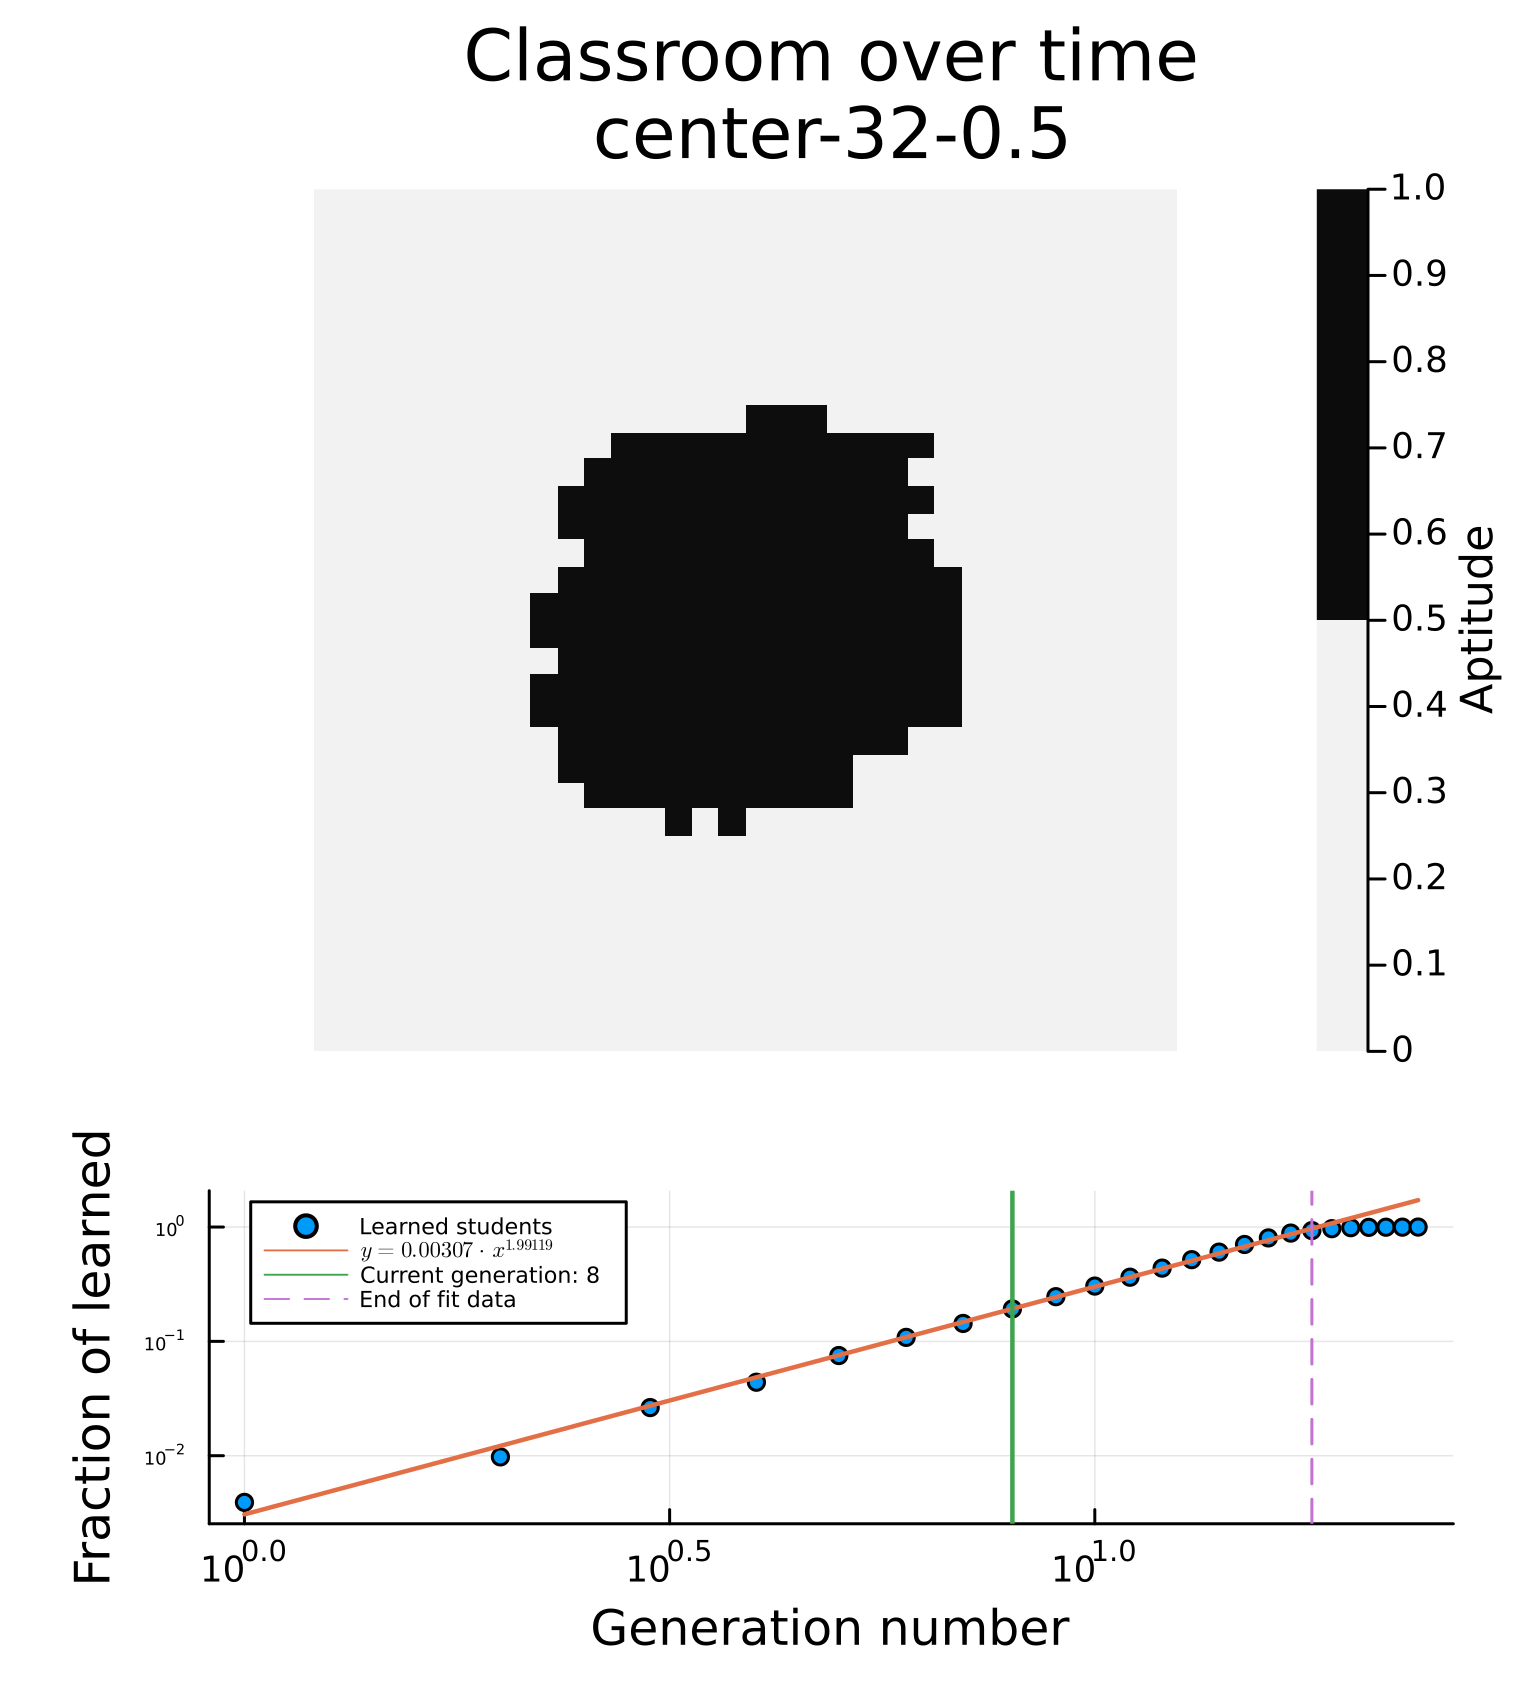 Classroom over time
center-32-0.5
1.0
0.9
0.8
0.7
0.6
0.5
0.4
0.3
0.2
0.1
0
Aptitude
Fraction of learned
10^0
10^−1
10^−2
Learned students
y = 0.00307 · x^1.99119
Current generation: 8
End of fit data
10^0.0
10^0.5
10^1.0
Generation number